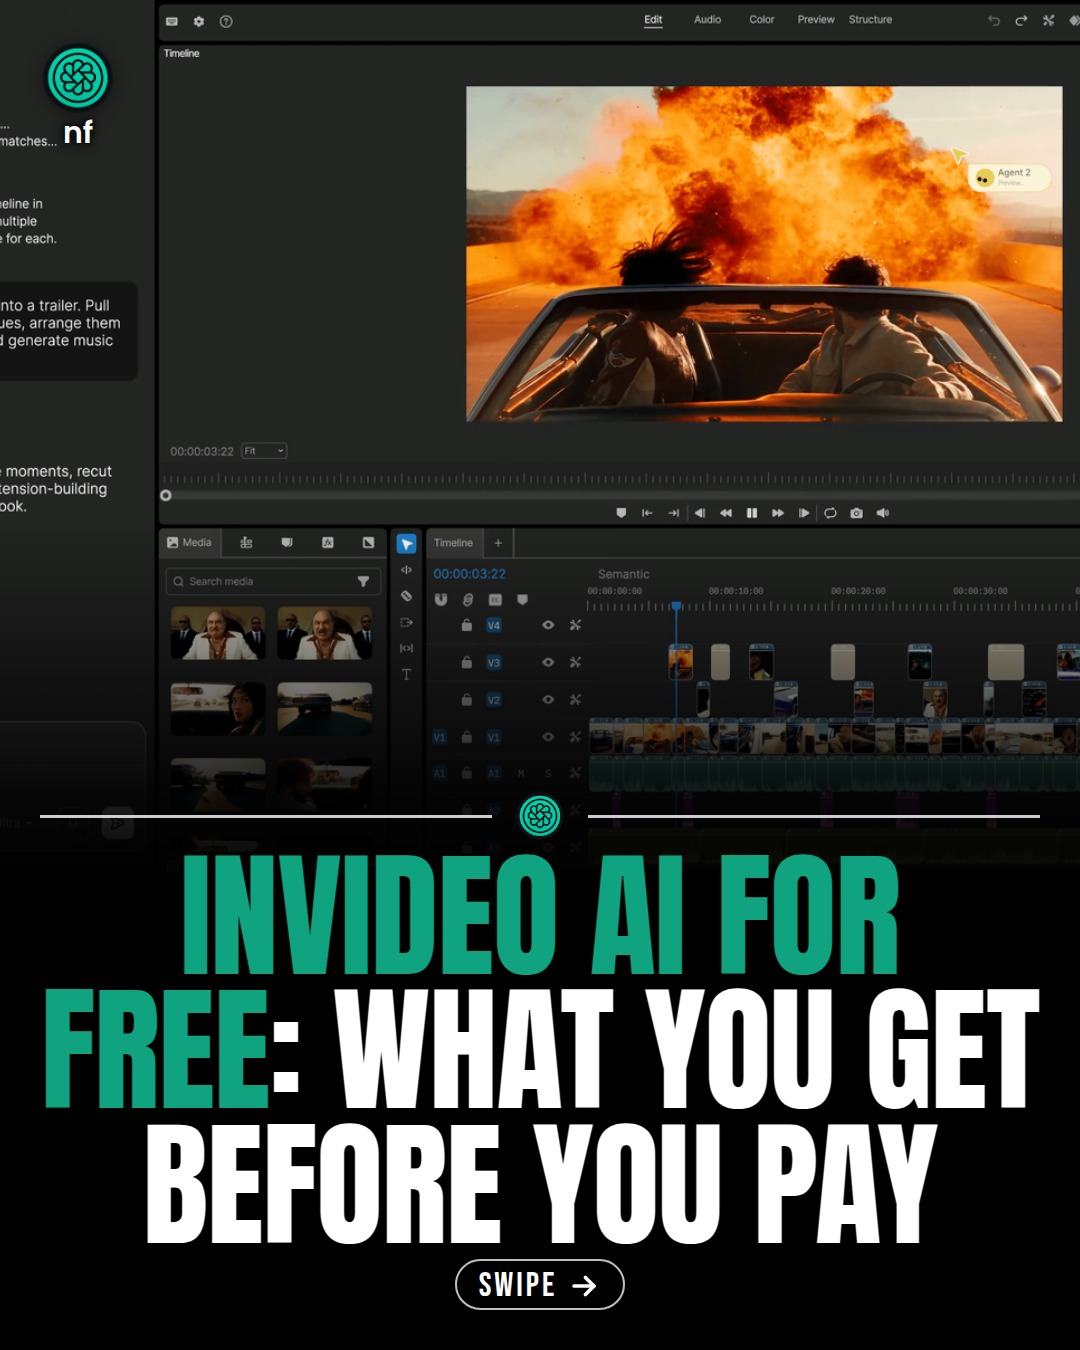 Edit Audio Color Preview Structure
Timeline
nf
...
matches...
eline in
ultiple
e for each.
nto a trailer. Pull
ues, arrange them
d generate music
e moments, recut
tension-building
ook.
Agent 2
Preview...
00:00:03:22 Fit
Media
Search media
Timeline +
00:00:03:22
Semantic
00:00:00:00 00:00:10:00 00:00:20:00 00:00:30:00
V4
V3
V2
V1 V1
A1 A1 M S
INVIDEO AI FOR
FREE: WHAT YOU GET
BEFORE YOU PAY
SWIPE →